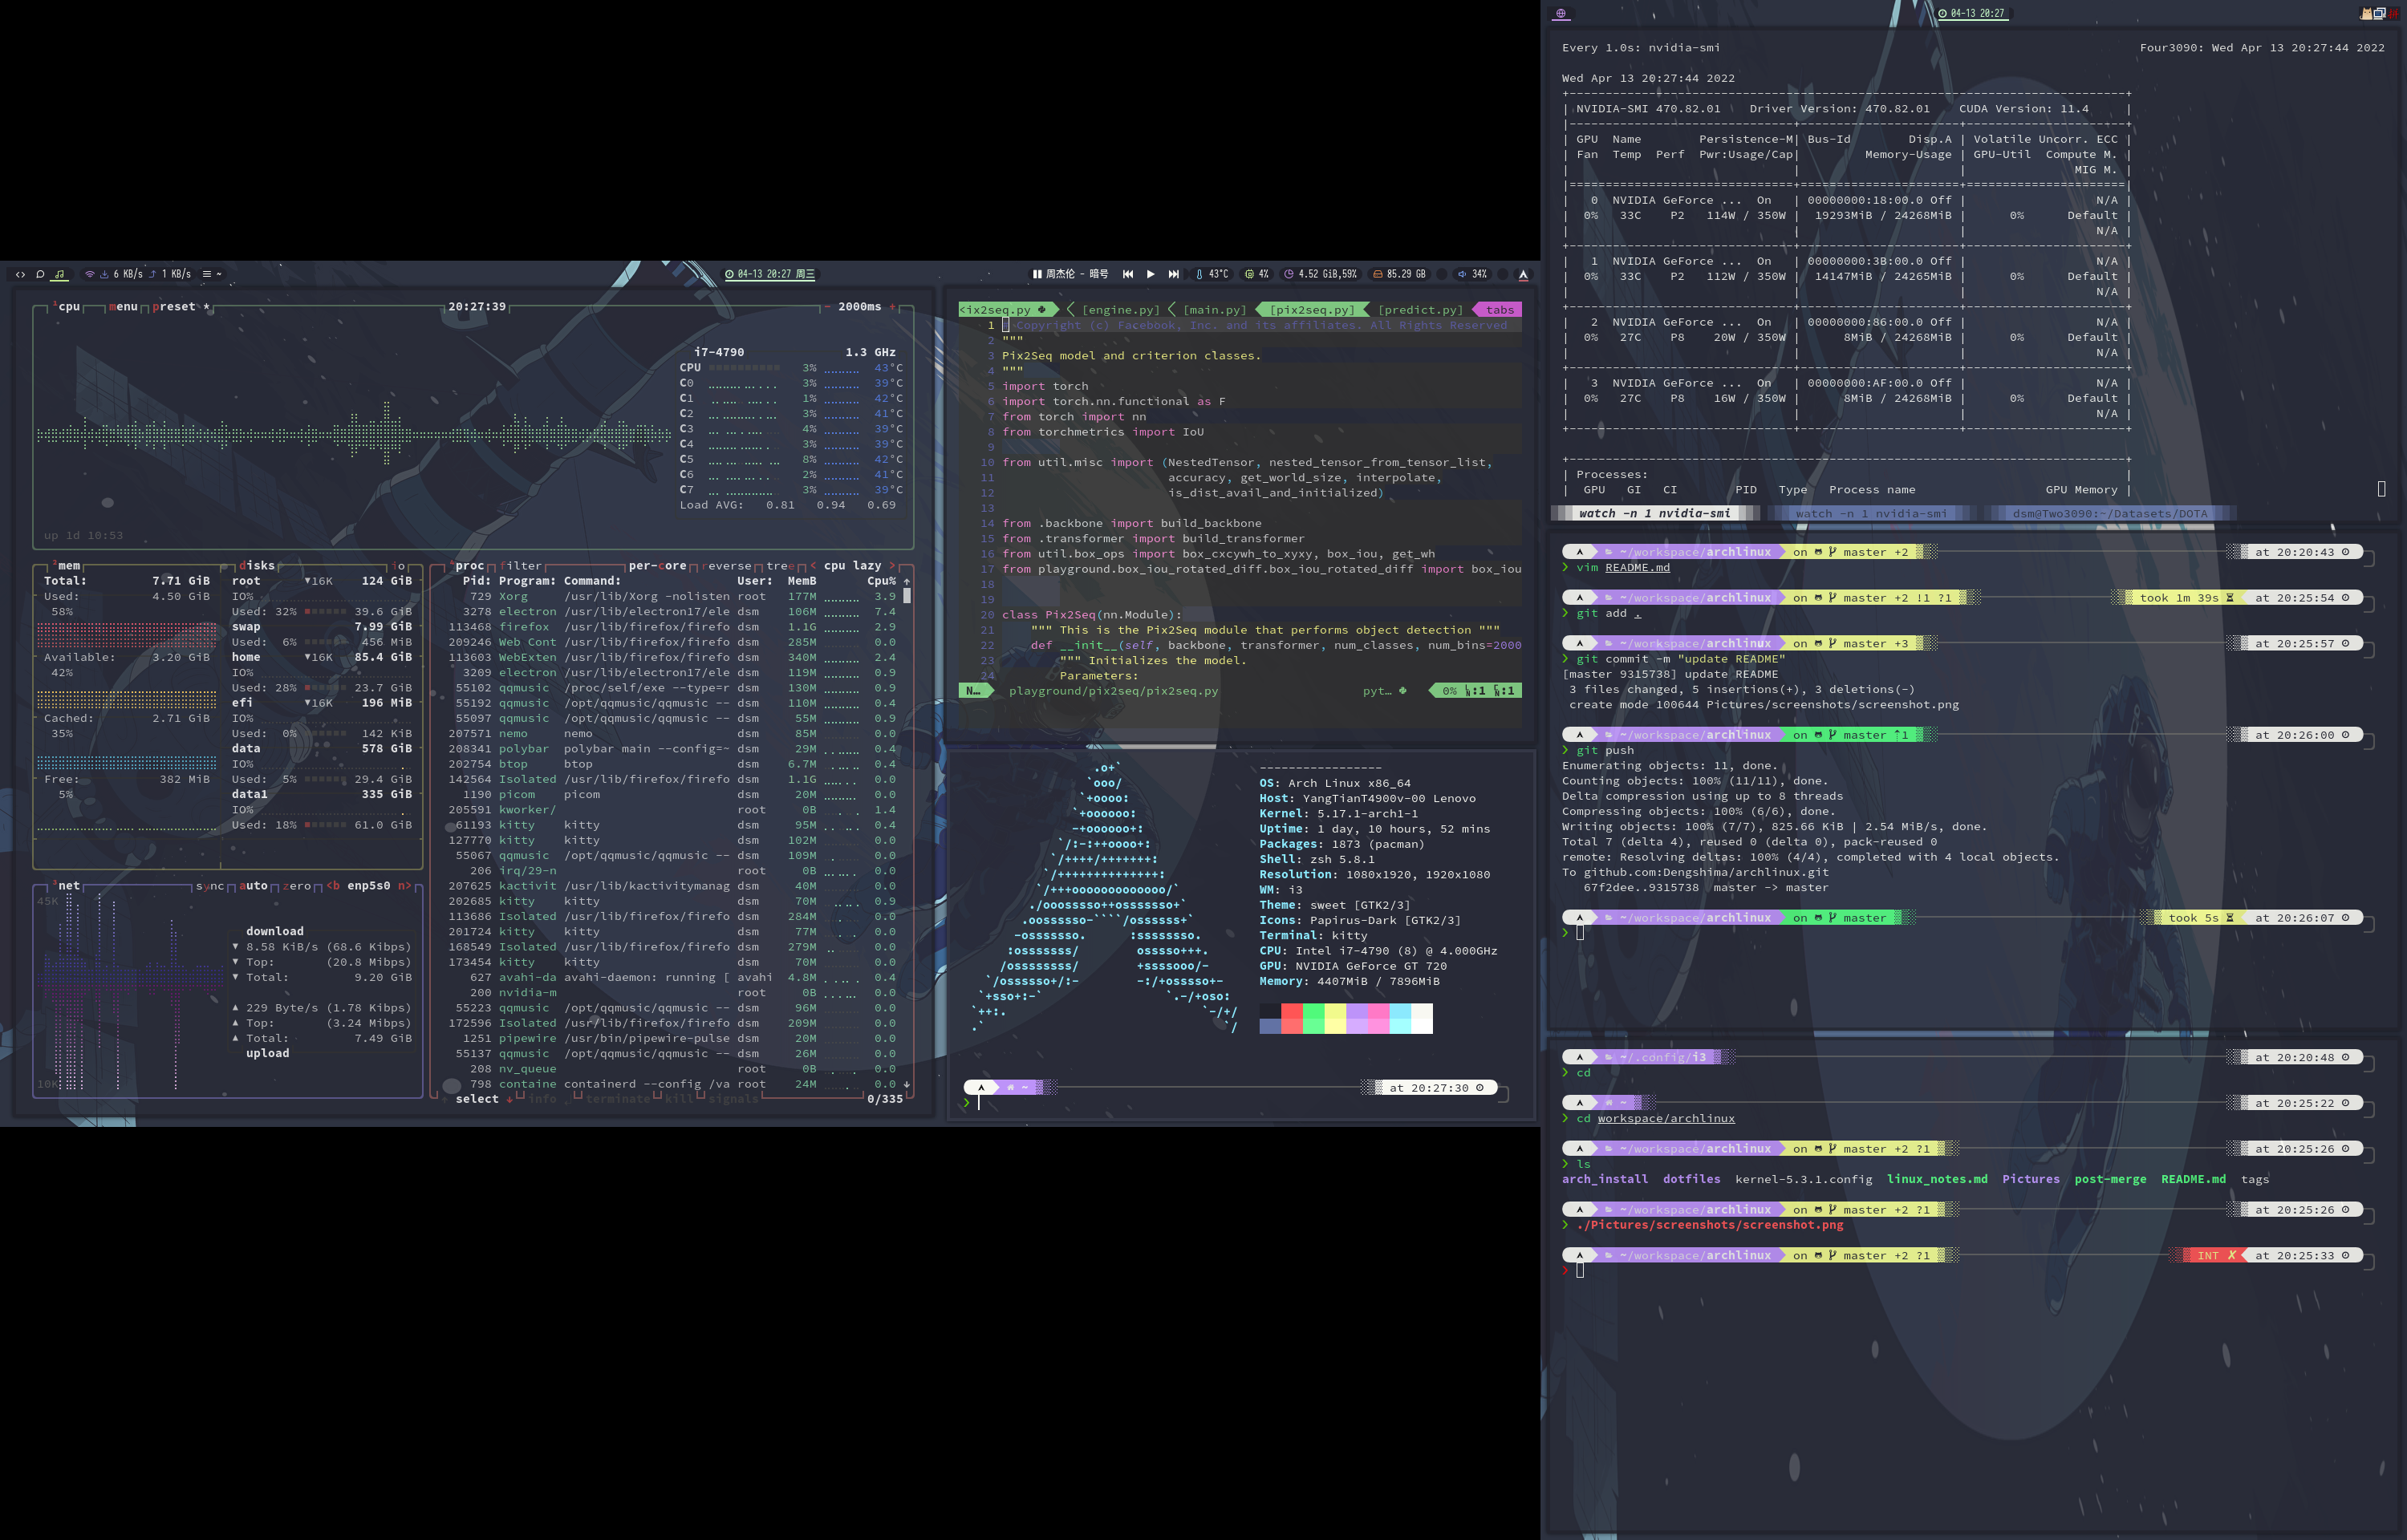 6 KB/s 1 KB/s ~
04-13 20:27 周三
周杰伦 - 暗号 43°C 4% 4.52 GiB,59% 85.29 GB 34%
¹cpu menu preset * 20:27:39 - 2000ms +
i7-4790 1.3 GHz
CPU 3% 43°C
C0 3% 39°C
C1 1% 42°C
C2 3% 41°C
C3 4% 39°C
C4 3% 39°C
C5 8% 42°C
C6 2% 41°C
C7 3% 39°C
Load AVG: 0.81 0.94 0.69
up 1d 10:53
mem
Total: 7.71 GiB
Used: 4.50 GiB
58%
Available: 3.20 GiB
42%
Cached: 2.71 GiB
35%
Free: 382 MiB
5%
disks io
root ▼16K 124 GiB
IO%
Used: 32% 39.6 GiB
swap 7.99 GiB
Used: 6% 456 MiB
home ▼16K 85.4 GiB
IO%
Used: 28% 23.7 GiB
efi ▼16K 196 MiB
IO%
Used: 0% 142 KiB
data 578 GiB
IO%
Used: 5% 29.4 GiB
data1 335 GiB
IO%
Used: 18% 61.0 GiB
³net sync auto zero <b enp5s0 n>
45K
download
▼ 8.58 KiB/s (68.6 Kibps)
▼ Top: (20.8 Mibps)
▼ Total: 9.20 GiB
▲ 229 Byte/s (1.78 Kibps)
▲ Top: (3.24 Mibps)
▲ Total: 7.49 GiB
upload
10K
proc filter per-core reverse tree < cpu lazy >
Pid: Program: Command: User: MemB Cpu% ↑
729 Xorg /usr/lib/Xorg -nolisten root 177M 3.9
3278 electron /usr/lib/electron17/ele dsm 106M 7.4
113468 firefox /usr/lib/firefox/firefo dsm 1.1G 2.9
209246 Web Cont /usr/lib/firefox/firefo dsm 285M 0.0
113603 WebExten /usr/lib/firefox/firefo dsm 340M 2.4
3209 electron /usr/lib/electron17/ele dsm 119M 0.9
55102 qqmusic /proc/self/exe --type=r dsm 130M 0.9
55192 qqmusic /opt/qqmusic/qqmusic -- dsm 110M 0.4
55097 qqmusic /opt/qqmusic/qqmusic -- dsm 55M 0.9
207571 nemo nemo dsm 85M 0.0
208341 polybar polybar main --config=~ dsm 29M 0.4
202754 btop btop dsm 6.7M 0.4
142564 Isolated /usr/lib/firefox/firefo dsm 1.1G 0.0
1190 picom picom dsm 20M 0.0
205591 kworker/ root 0B 1.4
61193 kitty kitty dsm 95M 0.4
127770 kitty kitty dsm 102M 0.0
55067 qqmusic /opt/qqmusic/qqmusic -- dsm 109M 0.0
206 irq/29-n root 0B 0.0
207625 kactivit /usr/lib/kactivitymanag dsm 40M 0.0
202685 kitty kitty dsm 70M 0.9
113686 Isolated /usr/lib/firefox/firefo dsm 284M 0.0
201724 kitty kitty dsm 77M 0.0
168549 Isolated /usr/lib/firefox/firefo dsm 279M 0.0
173454 kitty kitty dsm 70M 0.0
627 avahi-da avahi-daemon: running [ avahi 4.8M 0.4
200 nvidia-m root 0B 0.0
55223 qqmusic /opt/qqmusic/qqmusic -- dsm 96M 0.0
172596 Isolated /usr/lib/firefox/firefo dsm 209M 0.0
1251 pipewire /usr/bin/pipewire-pulse dsm 20M 0.0
55137 qqmusic /opt/qqmusic/qqmusic -- dsm 26M 0.0
208 nv_queue root 0B 0.0
798 containe containerd --config /va root 24M 0.0 ↓
select ↓ info terminate kill signals 0/335
<ix2seq.py [engine.py] [main.py] [pix2seq.py] [predict.py] tabs
1 Copyright (c) Facebook, Inc. and its affiliates. All Rights Reserved
2 """
3 Pix2Seq model and criterion classes.
4 """
5 import torch
6 import torch.nn.functional as F
7 from torch import nn
8 from torchmetrics import IoU
9
10 from util.misc import (NestedTensor, nested_tensor_from_tensor_list,
11 accuracy, get_world_size, interpolate,
12 is_dist_avail_and_initialized)
13
14 from .backbone import build_backbone
15 from .transformer import build_transformer
16 from util.box_ops import box_cxcywh_to_xyxy, box_iou, get_wh
17 from playground.box_iou_rotated_diff.box_iou_rotated_diff import box_iou
18
19
20 class Pix2Seq(nn.Module):
21 """ This is the Pix2Seq module that performs object detection """
22 def __init__(self, backbone, transformer, num_classes, num_bins=2000
23 """ Initializes the model.
24 Parameters:
N… playground/pix2seq/pix2seq.py pyt… 0% :1 :1
-----------------
OS: Arch Linux x86_64
Host: YangTianT4900v-00 Lenovo
Kernel: 5.17.1-arch1-1
Uptime: 1 day, 10 hours, 52 mins
Packages: 1873 (pacman)
Shell: zsh 5.8.1
Resolution: 1080x1920, 1920x1080
WM: i3
Theme: sweet [GTK2/3]
Icons: Papirus-Dark [GTK2/3]
Terminal: kitty
CPU: Intel i7-4790 (8) @ 4.000GHz
GPU: NVIDIA GeForce GT 720
Memory: 4407MiB / 7896MiB
~ at 20:27:30
❯
04-13 20:27
Every 1.0s: nvidia-smi Four3090: Wed Apr 13 20:27:44 2022
Wed Apr 13 20:27:44 2022
| NVIDIA-SMI 470.82.01 Driver Version: 470.82.01 CUDA Version: 11.4 |
| GPU Name Persistence-M| Bus-Id Disp.A | Volatile Uncorr. ECC |
| Fan Temp Perf Pwr:Usage/Cap| Memory-Usage | GPU-Util Compute M. |
| | | MIG M. |
| 0 NVIDIA GeForce ... On | 00000000:18:00.0 Off | N/A |
| 0% 33C P2 114W / 350W | 19293MiB / 24268MiB | 0% Default |
| | | N/A |
| 1 NVIDIA GeForce ... On | 00000000:3B:00.0 Off | N/A |
| 0% 33C P2 112W / 350W | 14147MiB / 24265MiB | 0% Default |
| | | N/A |
| 2 NVIDIA GeForce ... On | 00000000:86:00.0 Off | N/A |
| 0% 27C P8 20W / 350W | 8MiB / 24268MiB | 0% Default |
| | | N/A |
| 3 NVIDIA GeForce ... On | 00000000:AF:00.0 Off | N/A |
| 0% 27C P8 16W / 350W | 8MiB / 24268MiB | 0% Default |
| | | N/A |
| Processes: |
| GPU GI CI PID Type Process name GPU Memory |
watch -n 1 nvidia-smi watch -n 1 nvidia-smi dsm@Two3090:~/Datasets/DOTA
~/workspace/archlinux on master +2 at 20:20:43
❯ vim README.md
~/workspace/archlinux on master +2 !1 ?1 took 1m 39s at 20:25:54
❯ git add .
~/workspace/archlinux on master +3 at 20:25:57
❯ git commit -m "update README"
[master 9315738] update README
3 files changed, 5 insertions(+), 3 deletions(-)
create mode 100644 Pictures/screenshots/screenshot.png
~/workspace/archlinux on master ⇡1 at 20:26:00
❯ git push
Enumerating objects: 11, done.
Counting objects: 100% (11/11), done.
Delta compression using up to 8 threads
Compressing objects: 100% (6/6), done.
Writing objects: 100% (7/7), 825.66 KiB | 2.54 MiB/s, done.
Total 7 (delta 4), reused 0 (delta 0), pack-reused 0
remote: Resolving deltas: 100% (4/4), completed with 4 local objects.
To github.com:Dengshima/archlinux.git
67f2dee..9315738 master -> master
~/workspace/archlinux on master took 5s at 20:26:07
❯
~/.config/i3 at 20:20:48
❯ cd
~ at 20:25:22
❯ cd workspace/archlinux
~/workspace/archlinux on master +2 ?1 at 20:25:26
❯ ls
arch_install dotfiles kernel-5.3.1.config linux_notes.md Pictures post-merge README.md tags
~/workspace/archlinux on master +2 ?1 at 20:25:26
❯ ./Pictures/screenshots/screenshot.png
~/workspace/archlinux on master +2 ?1 INT ✘ at 20:25:33
❯